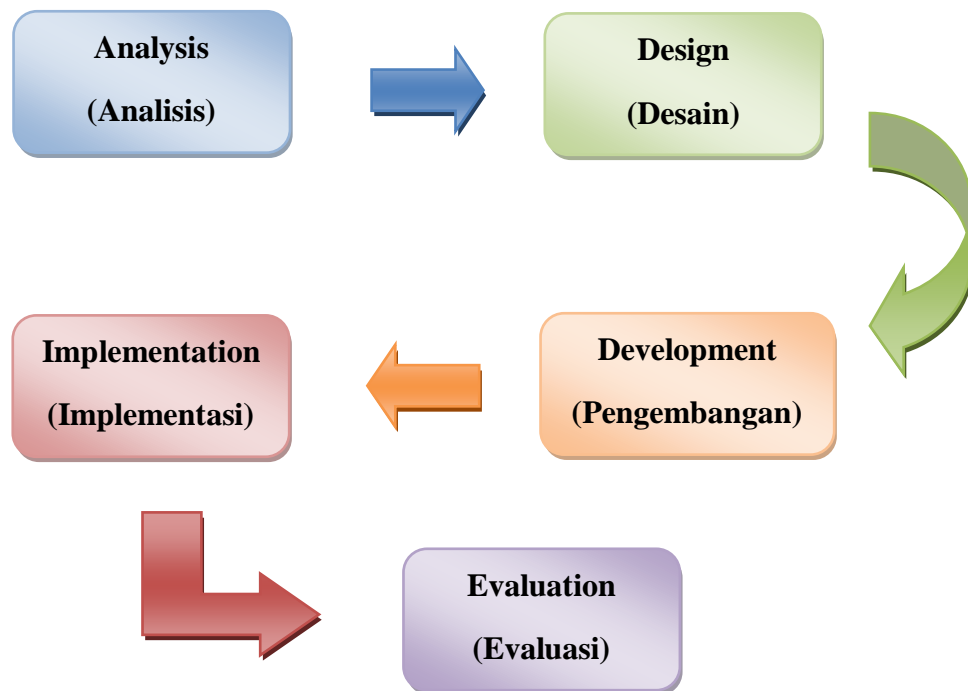 Analysis
(Analisis)
Design
(Desain)
Development
(Pengembangan)
Implementation
(Implementasi)
Evaluation
(Evaluasi)